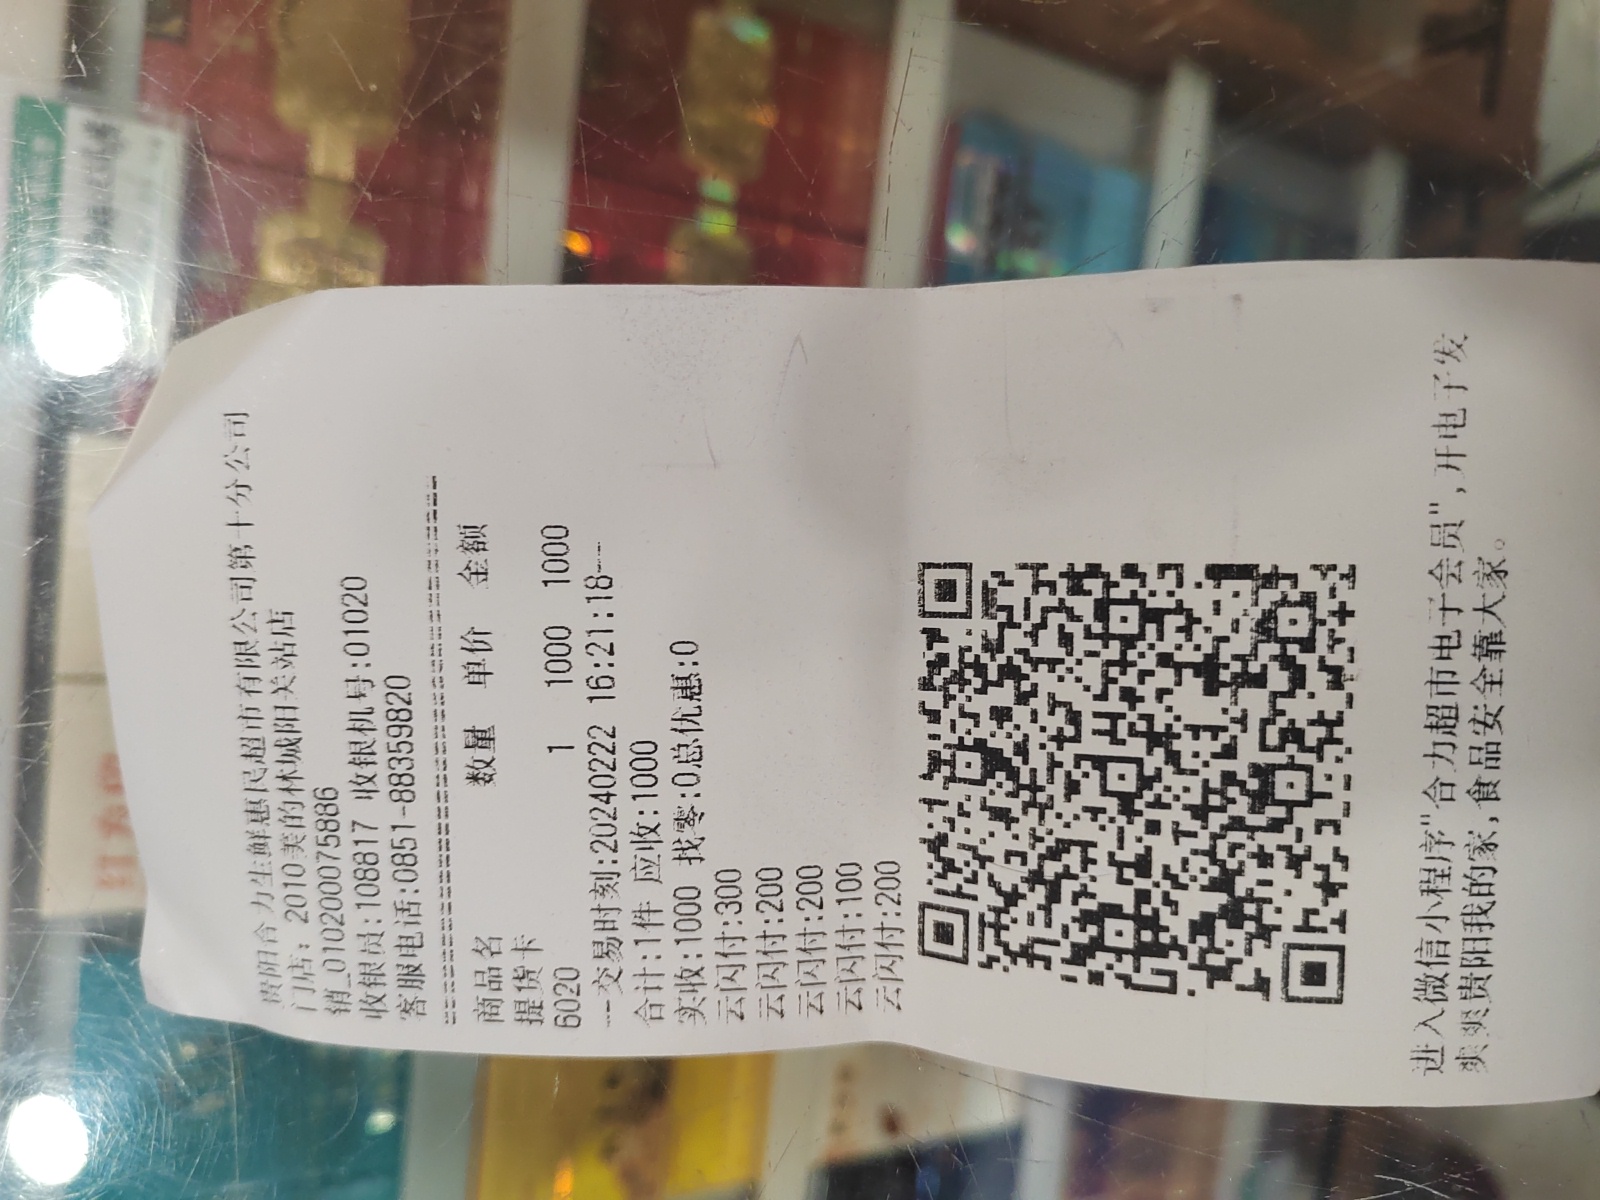 贵阳合力生鲜惠民超市有限公司第十分公司
门店: 2010美的林城阳关站店
销_0102000075886
收银员:108817 收银机号:01020
客服电话:0851-88359820
商品名 数量 单价 金额
提货卡
6020 1 1000 1000
--交易时刻:20240222 16:21:18--
合计:1件 应收:1000
实收:1000 找零:0总优惠:0
云闪付:300
云闪付:200
云闪付:200
云闪付:100
云闪付:200
进入微信小程序"合力超市电子会员",开电子发
爽爽贵阳我的家,食品安全靠大家。